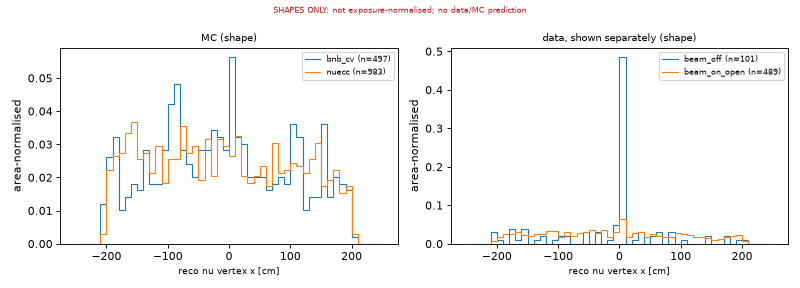 SHAPES ONLY: not exposure-normalised; no data/MC prediction
MC (shape)
bnb_cv (n=497)
nuecc (n=983)
area-normalised
0.05
0.04
0.03
0.02
0.01
0.00
−200
−100
0
100
200
reco nu vertex x [cm]
data, shown separately (shape)
beam_off (n=101)
beam_on_open (n=489)
area-normalised
0.5
0.4
0.3
0.2
0.1
0.0
−200
−100
0
100
200
reco nu vertex x [cm]